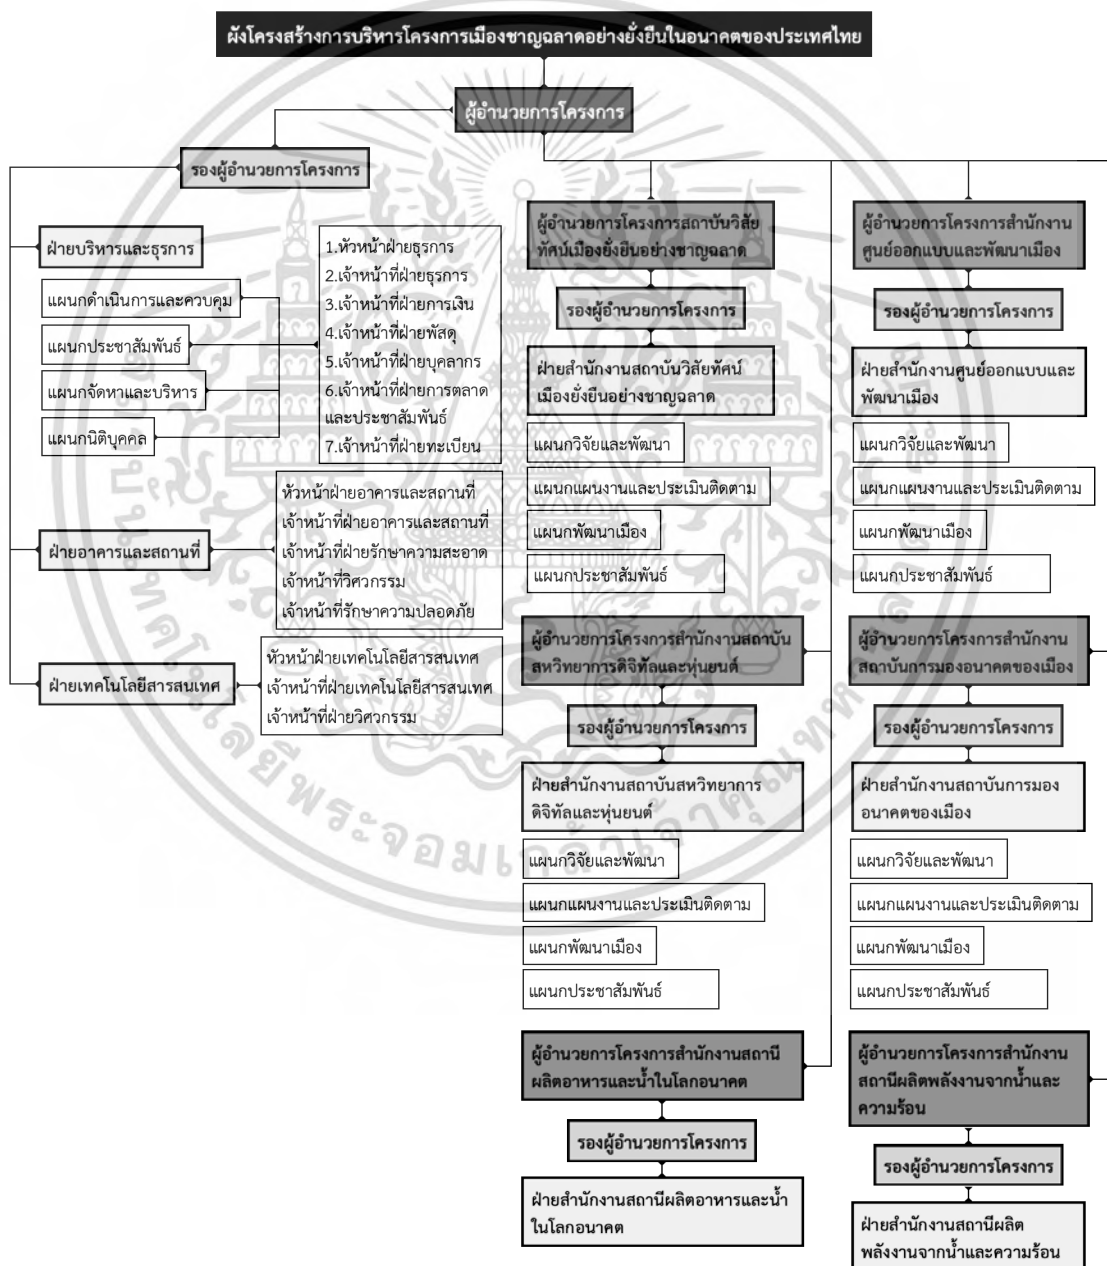 ผังโครงสร้างการบริหารโครงการเมืองชาญฉลาดอย่างยั่งยืนในอนาคตของประเทศไทย
ผู้อำนวยการโครงการ
รองผู้อำนวยการโครงการ
ฝ่ายบริหารและธุรการ
แผนกดำเนินการและควบคุม
แผนกประชาสัมพันธ์
แผนกจัดหาและบริหาร
แผนกนิติบุคคล
1.หัวหน้าฝ่ายธุรการ
2.เจ้าหน้าที่ฝ่ายธุรการ
3.เจ้าหน้าที่ฝ่ายการเงิน
4.เจ้าหน้าที่ฝ่ายพัสดุ
5.เจ้าหน้าที่ฝ่ายบุคลากร
6.เจ้าหน้าที่ฝ่ายการตลาด
และประชาสัมพันธ์
7.เจ้าหน้าที่ฝ่ายทะเบียน
ฝ่ายอาคารและสถานที่
หัวหน้าฝ่ายอาคารและสถานที่
เจ้าหน้าที่ฝ่ายอาคารและสถานที่
เจ้าหน้าที่ฝ่ายรักษาความสะอาด
เจ้าหน้าที่วิศวกรรม
เจ้าหน้าที่รักษาความปลอดภัย
ฝ่ายเทคโนโลยีสารสนเทศ
หัวหน้าฝ่ายเทคโนโลยีสารสนเทศ
เจ้าหน้าที่ฝ่ายเทคโนโลยีสารสนเทศ
เจ้าหน้าที่ฝ่ายวิศวกรรม
ผู้อำนวยการโครงการสถาบันวิสัย
ทัศน์เมืองยั่งยืนอย่างชาญฉลาด
รองผู้อำนวยการโครงการ
ฝ่ายสำนักงานสถาบันวิสัยทัศน์
เมืองยั่งยืนอย่างชาญฉลาด
แผนกวิจัยและพัฒนา
แผนกแผนงานและประเมินติดตาม
แผนกพัฒนาเมือง
แผนกประชาสัมพันธ์
ผู้อำนวยการโครงการสำนักงาน
ศูนย์ออกแบบและพัฒนาเมือง
รองผู้อำนวยการโครงการ
ฝ่ายสำนักงานศูนย์ออกแบบและ
พัฒนาเมือง
แผนกวิจัยและพัฒนา
แผนกแผนงานและประเมินติดตาม
แผนกพัฒนาเมือง
แผนกประชาสัมพันธ์
ผู้อำนวยการโครงการสำนักงานสถาบัน
สหวิทยาการดิจิทัลและหุ่นยนต์
รองผู้อำนวยการโครงการ
ฝ่ายสำนักงานสถาบันสหวิทยาการ
ดิจิทัลและหุ่นยนต์
แผนกวิจัยและพัฒนา
แผนกแผนงานและประเมินติดตาม
แผนกพัฒนาเมือง
แผนกประชาสัมพันธ์
ผู้อำนวยการโครงการสำนักงาน
สถาบันการมองอนาคตของเมือง
รองผู้อำนวยการโครงการ
ฝ่ายสำนักงานสถาบันการมอง
อนาคตของเมือง
แผนกวิจัยและพัฒนา
แผนกแผนงานและประเมินติดตาม
แผนกพัฒนาเมือง
แผนกประชาสัมพันธ์
ผู้อำนวยการโครงการสำนักงานสถานี
ผลิตอาหารและน้ำในโลกอนาคต
รองผู้อำนวยการโครงการ
ฝ่ายสำนักงานสถานีผลิตอาหารและน้ำ
ในโลกอนาคต
ผู้อำนวยการโครงการสำนักงาน
สถานีผลิตพลังงานจากน้ำและ
ความร้อน
รองผู้อำนวยการโครงการ
ฝ่ายสำนักงานสถานีผลิต
พลังงานจากน้ำและความร้อน
สถาบันเทคโนโลยีพระจอมเกล้าเจ้าคุณทหารลาดกระบัง